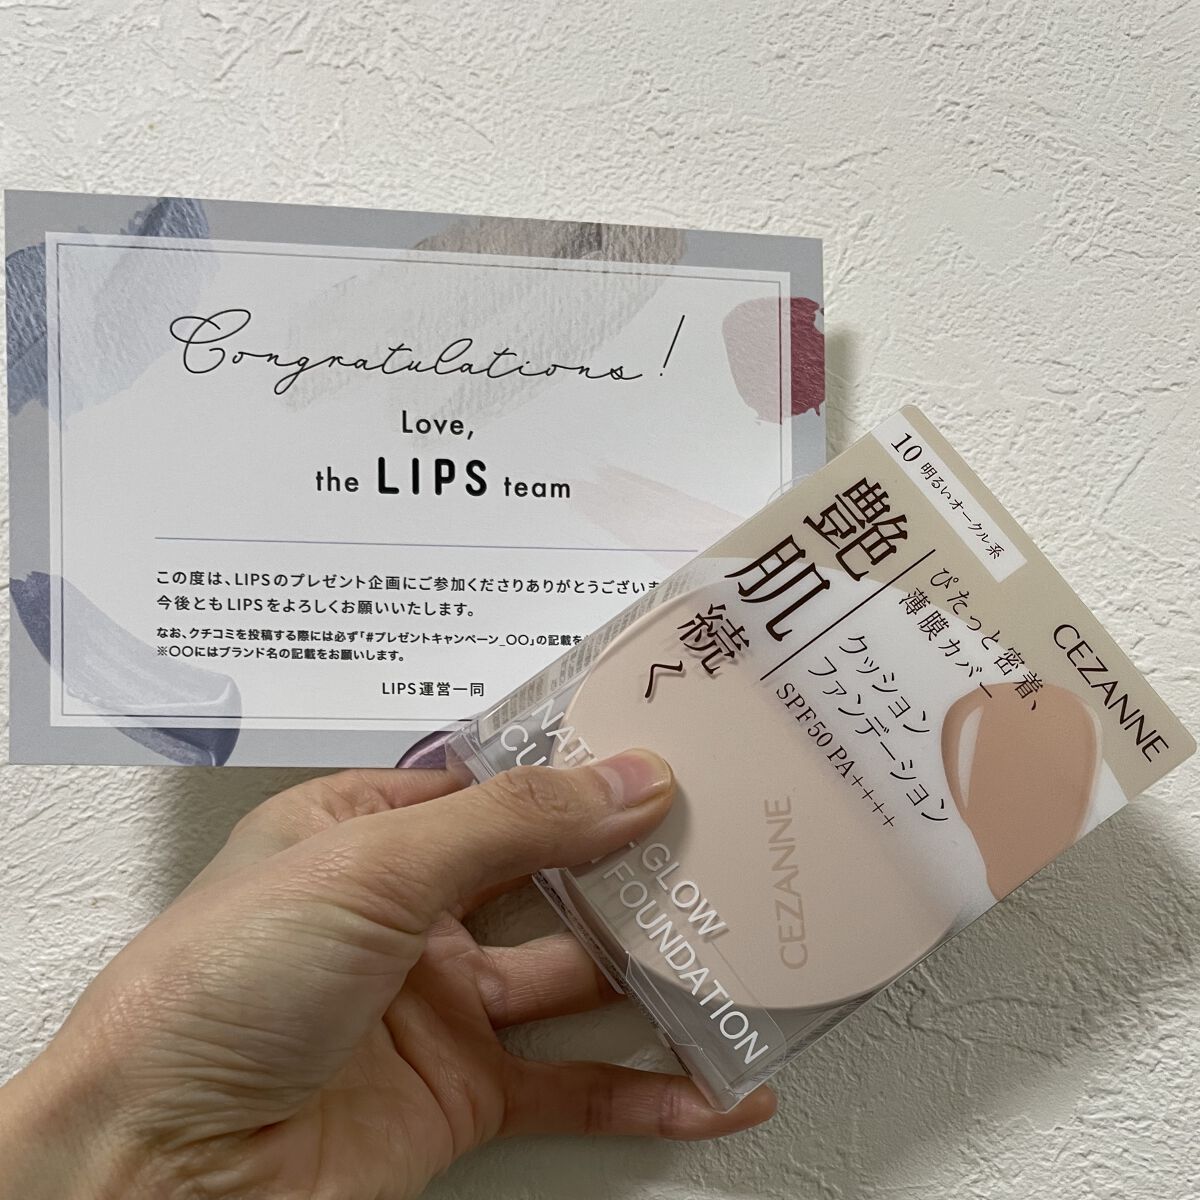 Congratulations!
Love,
the LIPS team
この度は、LIPSのプレゼント企画にご参加くださりありがとうございま
今後ともLIPSをよろしくお願いいたします。
なお、クチコミを投稿する際には必ず「#プレゼントキャンペーン_〇〇」の記載を
※〇〇にはブランド名の記載をお願いします。
LIPS運営一同
10 明るいオークル系
CEZANNE
ぴたっと密着、
薄膜カバー
艶肌続く
クッション
ファンデーション
SPF50 PA++++
CEZANNE
GLOW
FOUNDATION